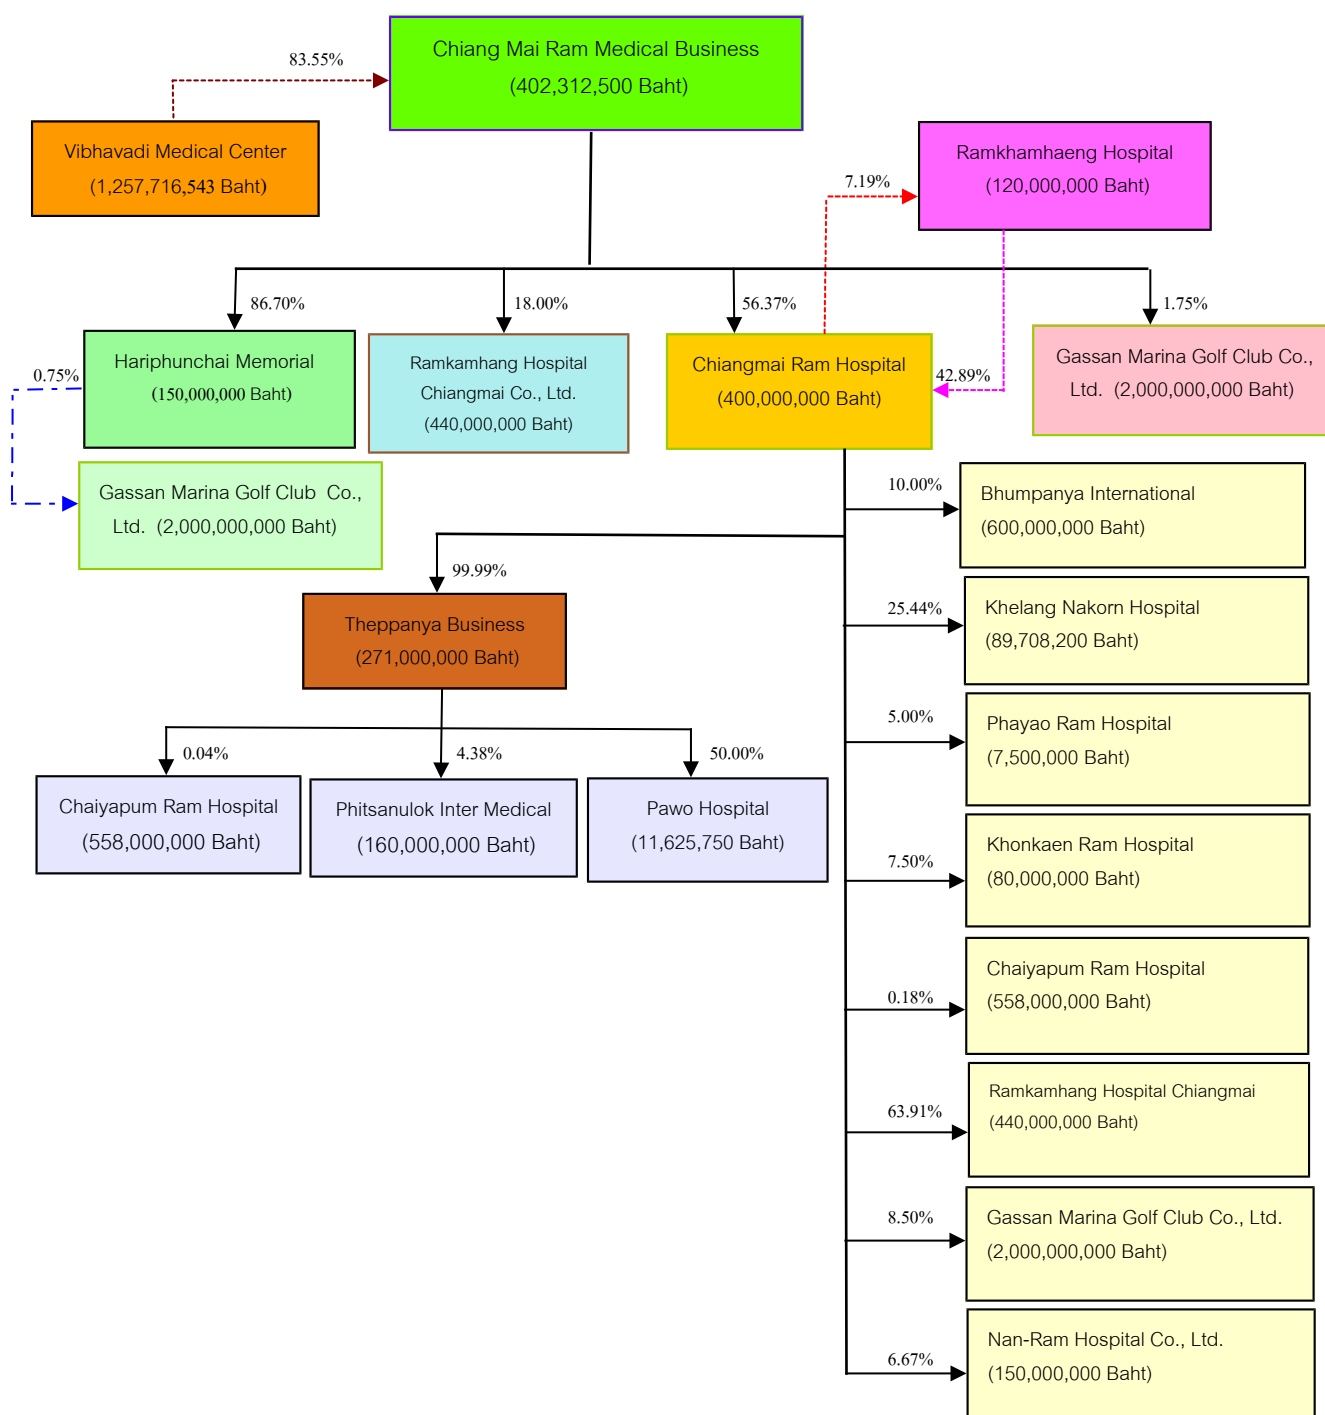 Chiang Mai Ram Medical Business
(402,312,500 Baht)
83.55%
Vibhavadi Medical Center
(1,257,716,543 Baht)
Ramkhamhaeng Hospital
(120,000,000 Baht)
7.19%
86.70%
18.00%
56.37%
1.75%
Hariphunchai Memorial
(150,000,000 Baht)
Ramkamhang Hospital
Chiangmai Co., Ltd.
(440,000,000 Baht)
Chiangmai Ram Hospital
(400,000,000 Baht)
42.89%
Gassan Marina Golf Club Co.,
Ltd. (2,000,000,000 Baht)
0.75%
Gassan Marina Golf Club Co.,
Ltd. (2,000,000,000 Baht)
10.00%
Bhumpanya International
(600,000,000 Baht)
99.99%
Theppanya Business
(271,000,000 Baht)
25.44%
Khelang Nakorn Hospital
(89,708,200 Baht)
5.00%
Phayao Ram Hospital
(7,500,000 Baht)
0.04%
4.38%
50.00%
Chaiyapum Ram Hospital
(558,000,000 Baht)
Phitsanulok Inter Medical
(160,000,000 Baht)
Pawo Hospital
(11,625,750 Baht)
7.50%
Khonkaen Ram Hospital
(80,000,000 Baht)
0.18%
Chaiyapum Ram Hospital
(558,000,000 Baht)
63.91%
Ramkamhang Hospital Chiangmai
(440,000,000 Baht)
8.50%
Gassan Marina Golf Club Co., Ltd.
(2,000,000,000 Baht)
6.67%
Nan-Ram Hospital Co., Ltd.
(150,000,000 Baht)